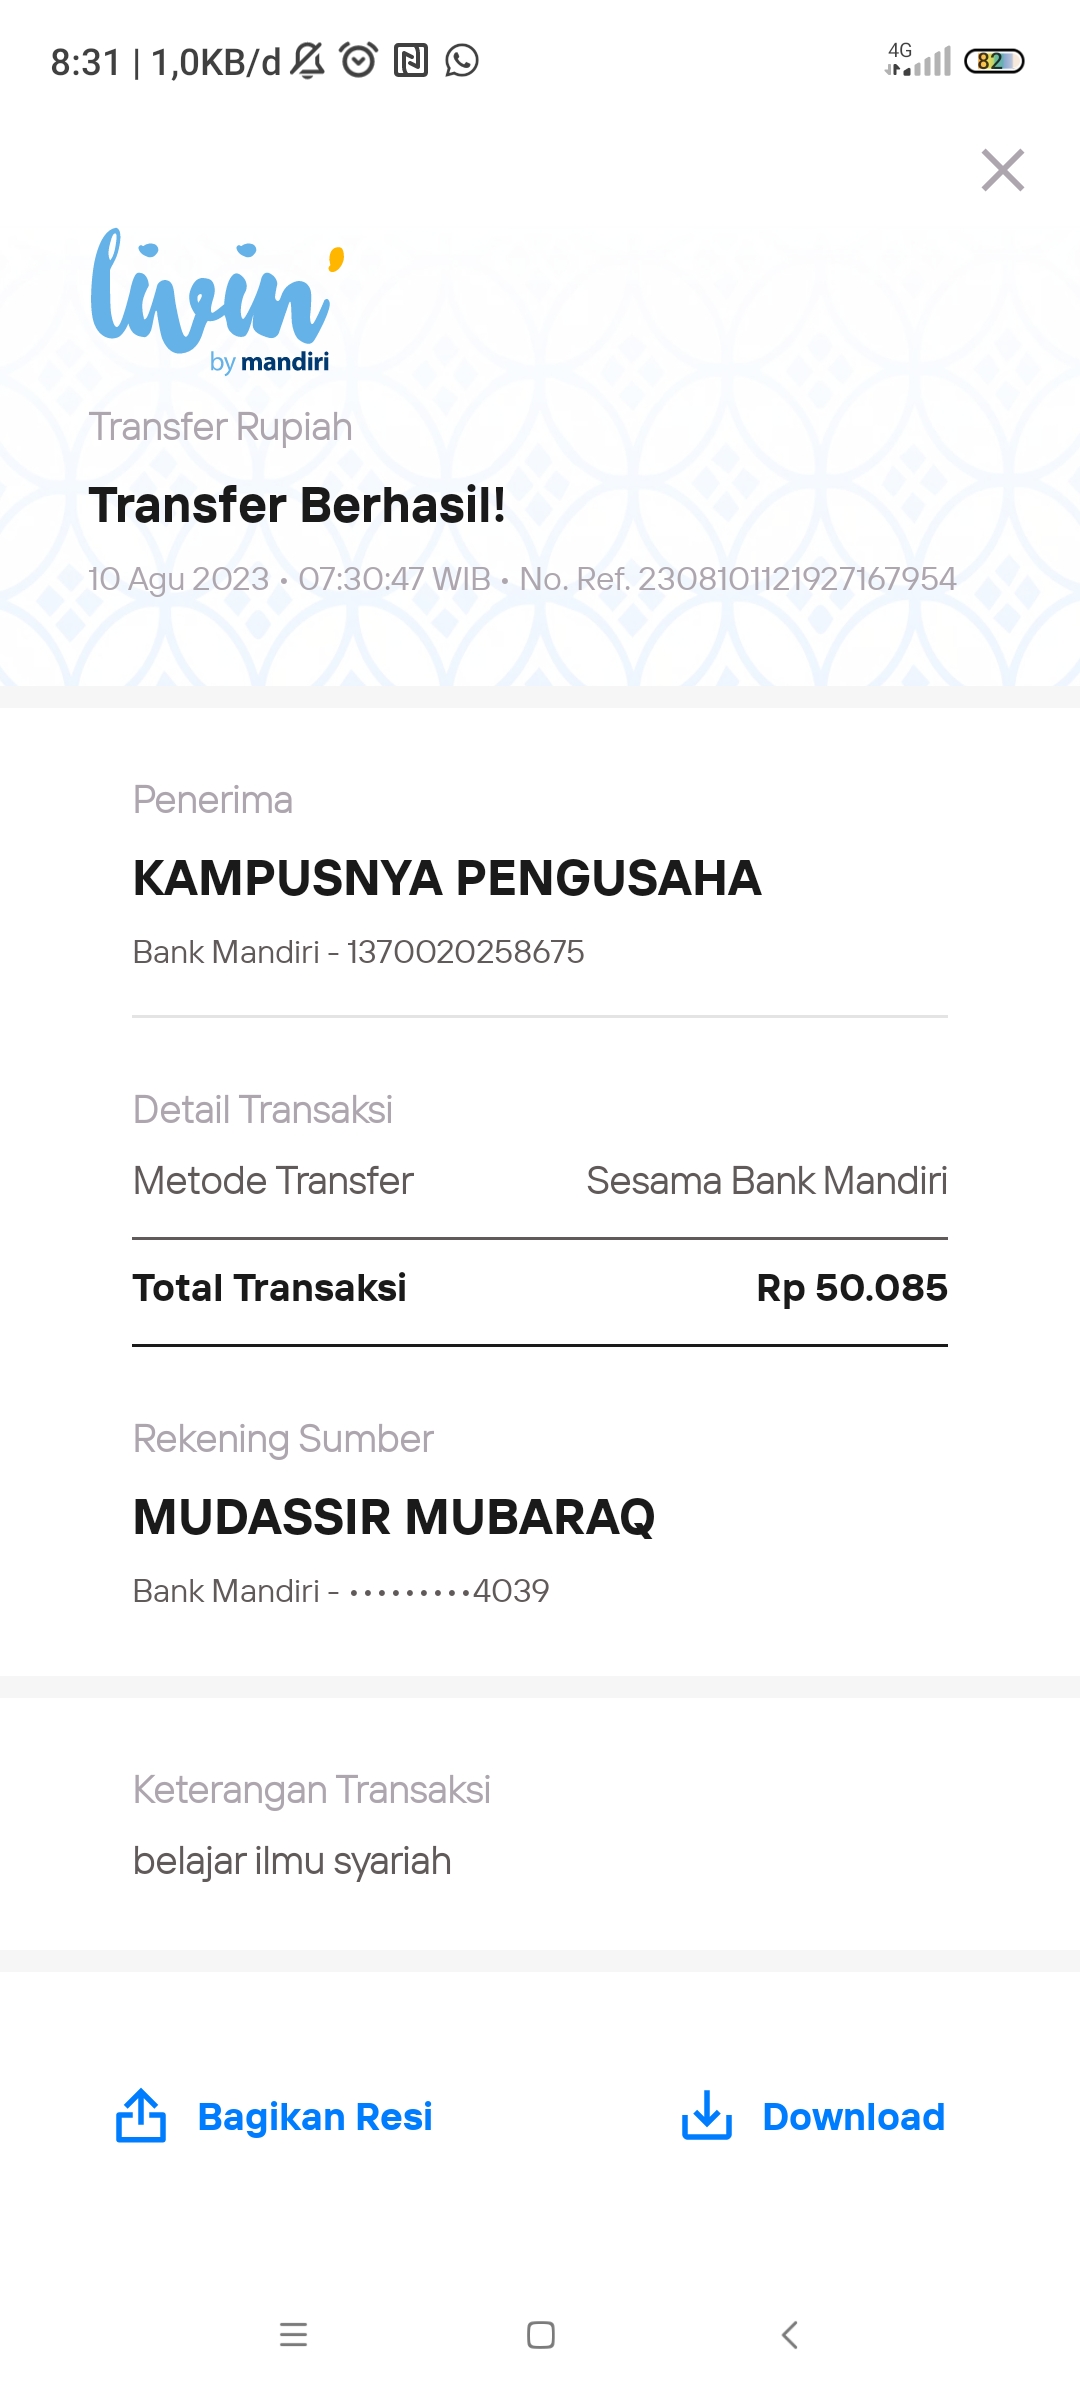 8:31 | 1,0KB/d
4G
82
livin'
by mandiri
Transfer Rupiah
Transfer Berhasil!
10 Agu 2023 • 07:30:47 WIB • No. Ref. 2308101121927167954
Penerima
KAMPUSNYA PENGUSAHA
Bank Mandiri - 1370020258675
Detail Transaksi
Metode Transfer Sesama Bank Mandiri
Total Transaksi Rp 50.085
Rekening Sumber
MUDASSIR MUBARAQ
Bank Mandiri - •••••••••4039
Keterangan Transaksi
belajar ilmu syariah
Bagikan Resi Download